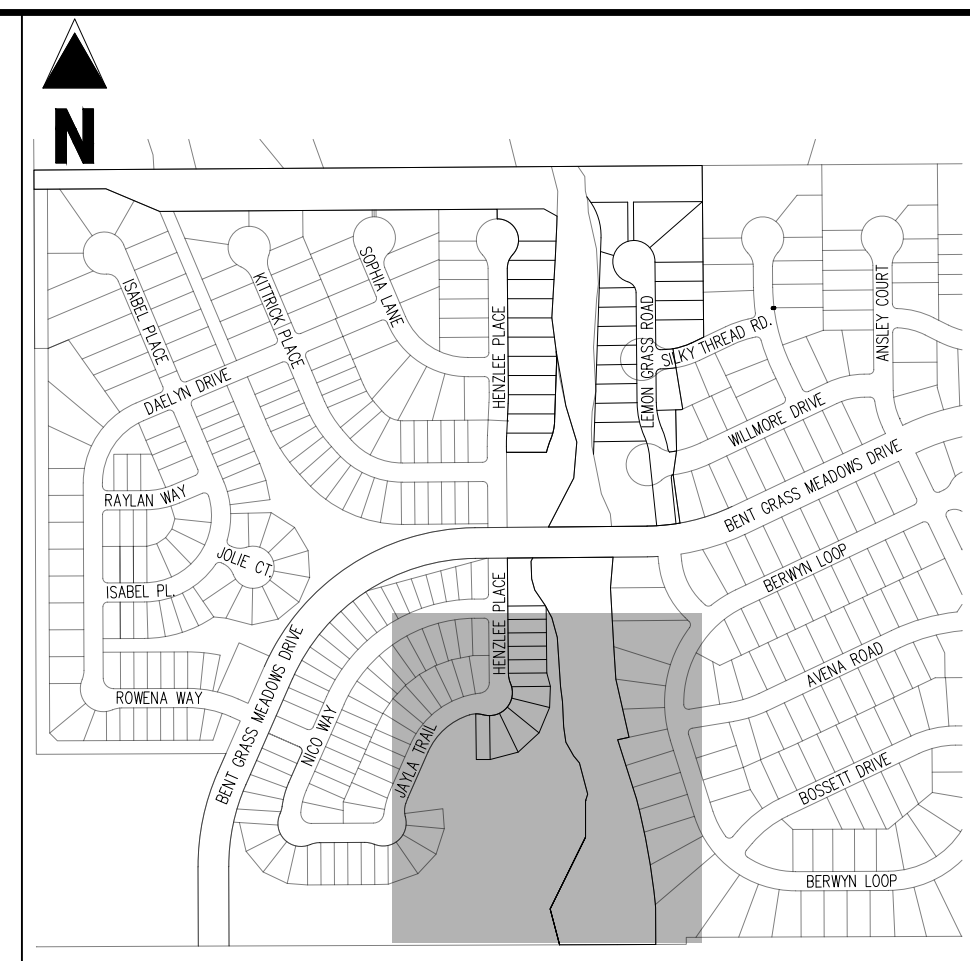 N
ISABEL PLACE
KITTRICK PLACE
SOPHIA LANE
HENZLEE PLACE
LEMON GRASS ROAD
SILKY THREAD RD.
ANSLEY COURT
DAELYN DRIVE
WILLMORE DRIVE
BENT GRASS MEADOWS DRIVE
RAYLAN WAY
JOLIE CT.
ISABEL PL.
BERWYN LOOP
HENZLEE PLACE
AVENA ROAD
ROWENA WAY
BENT GRASS MEADOWS DRIVE
NICO WAY
JAYLA TRAIL
BOSSETT DRIVE
BERWYN LOOP